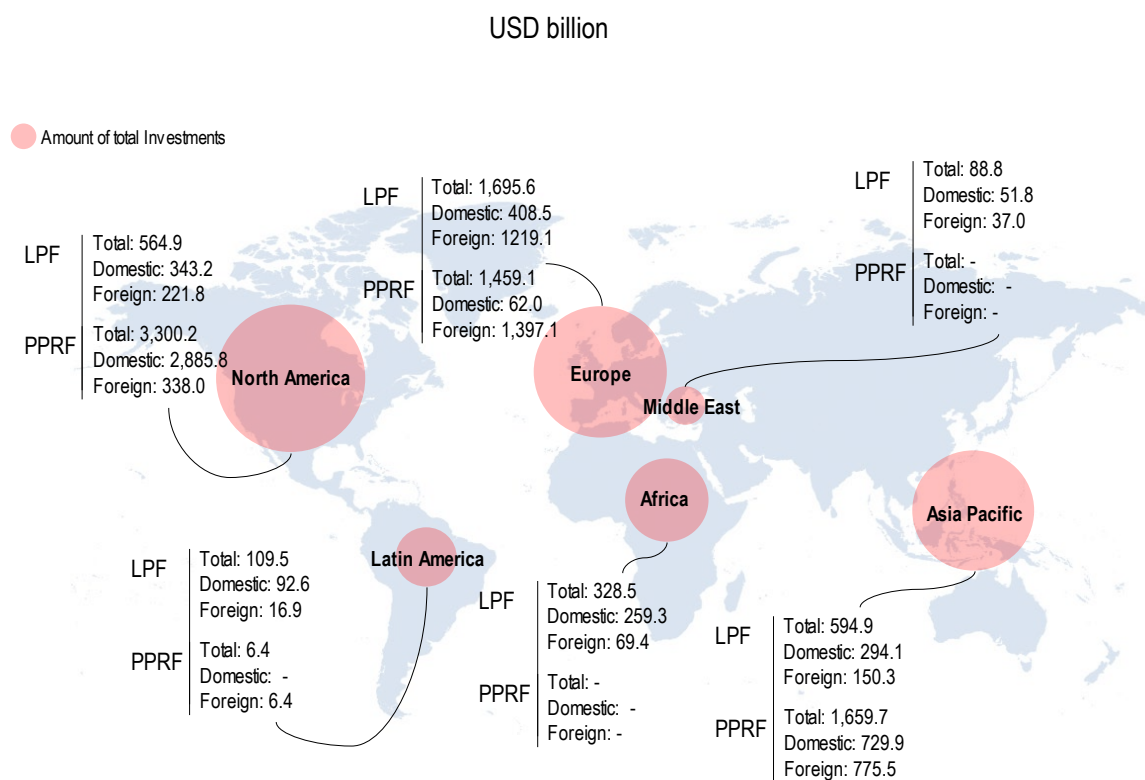 USD billion
Amount of total Investments
LPF
Total: 564.9
Domestic: 343.2
Foreign: 221.8
PPRF
Total: 3,300.2
Domestic: 2,885.8
Foreign: 338.0
North America
LPF
Total: 1,695.6
Domestic: 408.5
Foreign: 1219.1
PPRF
Total: 1,459.1
Domestic: 62.0
Foreign: 1,397.1
Europe
LPF
Total: 88.8
Domestic: 51.8
Foreign: 37.0
PPRF
Total: -
Domestic: -
Foreign: -
Middle East
LPF
Total: 109.5
Domestic: 92.6
Foreign: 16.9
PPRF
Total: 6.4
Domestic: -
Foreign: 6.4
Latin America
Africa
LPF
Total: 328.5
Domestic: 259.3
Foreign: 69.4
PPRF
Total: -
Domestic: -
Foreign: -
Asia Pacific
LPF
Total: 594.9
Domestic: 294.1
Foreign: 150.3
PPRF
Total: 1,659.7
Domestic: 729.9
Foreign: 775.5